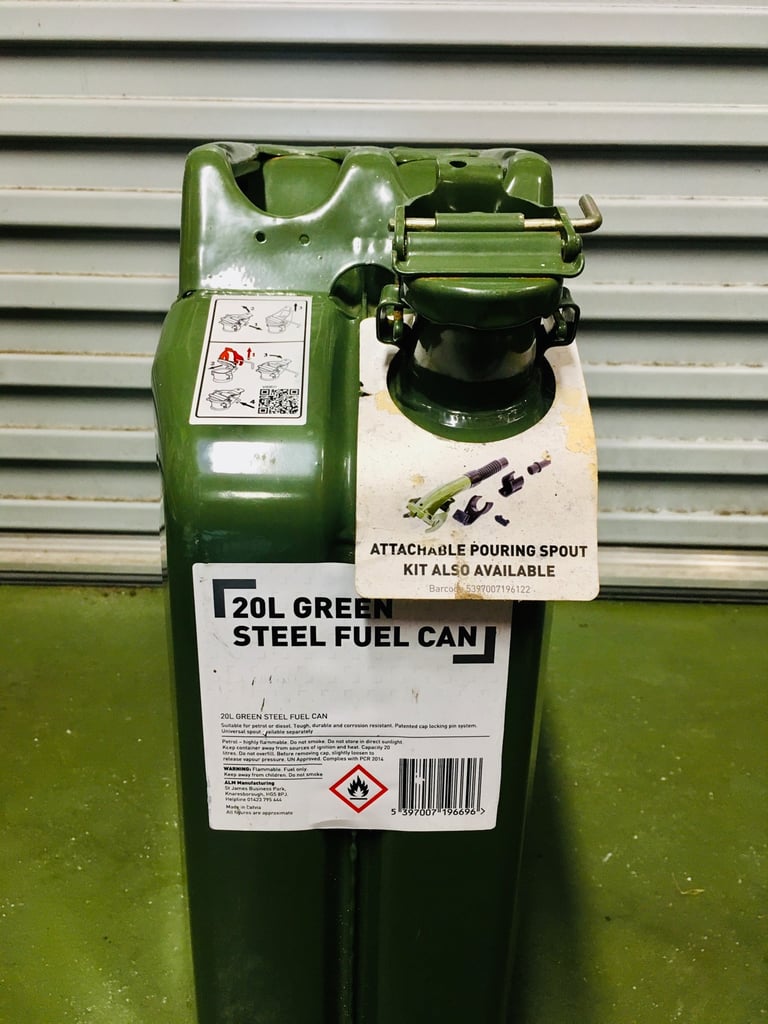 ATTACHABLE POURING SPOUT
KIT ALSO AVAILABLE
Barcode 5397007196122
20L GREEN
STEEL FUEL CAN
20L GREEN STEEL FUEL CAN
Suitable for petrol or diesel. Tough, durable and corrosion resistant. Patented cap locking pin system.
Universal spout available separately
Petrol – highly flammable. Do not smoke. Do not store in direct sunlight.
Keep container away from sources of ignition and heat. Capacity 20
litres. Do not overfill. Before removing cap, slightly loosen to
release vapour pressure. UN Approved. Complies with PCR 2014
WARNING: Flammable. Fuel only.
Keep away from children. Do not smoke
ALM Manufacturing
St James Business Park,
Knaresborough, HG5 8PJ.
Helpline 01423 795 444
Made in Latvia
All figures are approximate
5 397007 196696 >